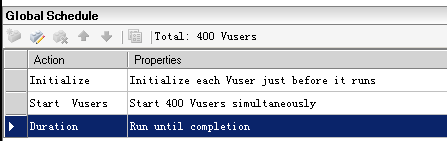 Global Schedule
Total: 400 Vusers
Action Properties
Initialize Initialize each Vuser just before it runs
Start Vusers Start 400 Vusers simultaneously
Duration Run until completion